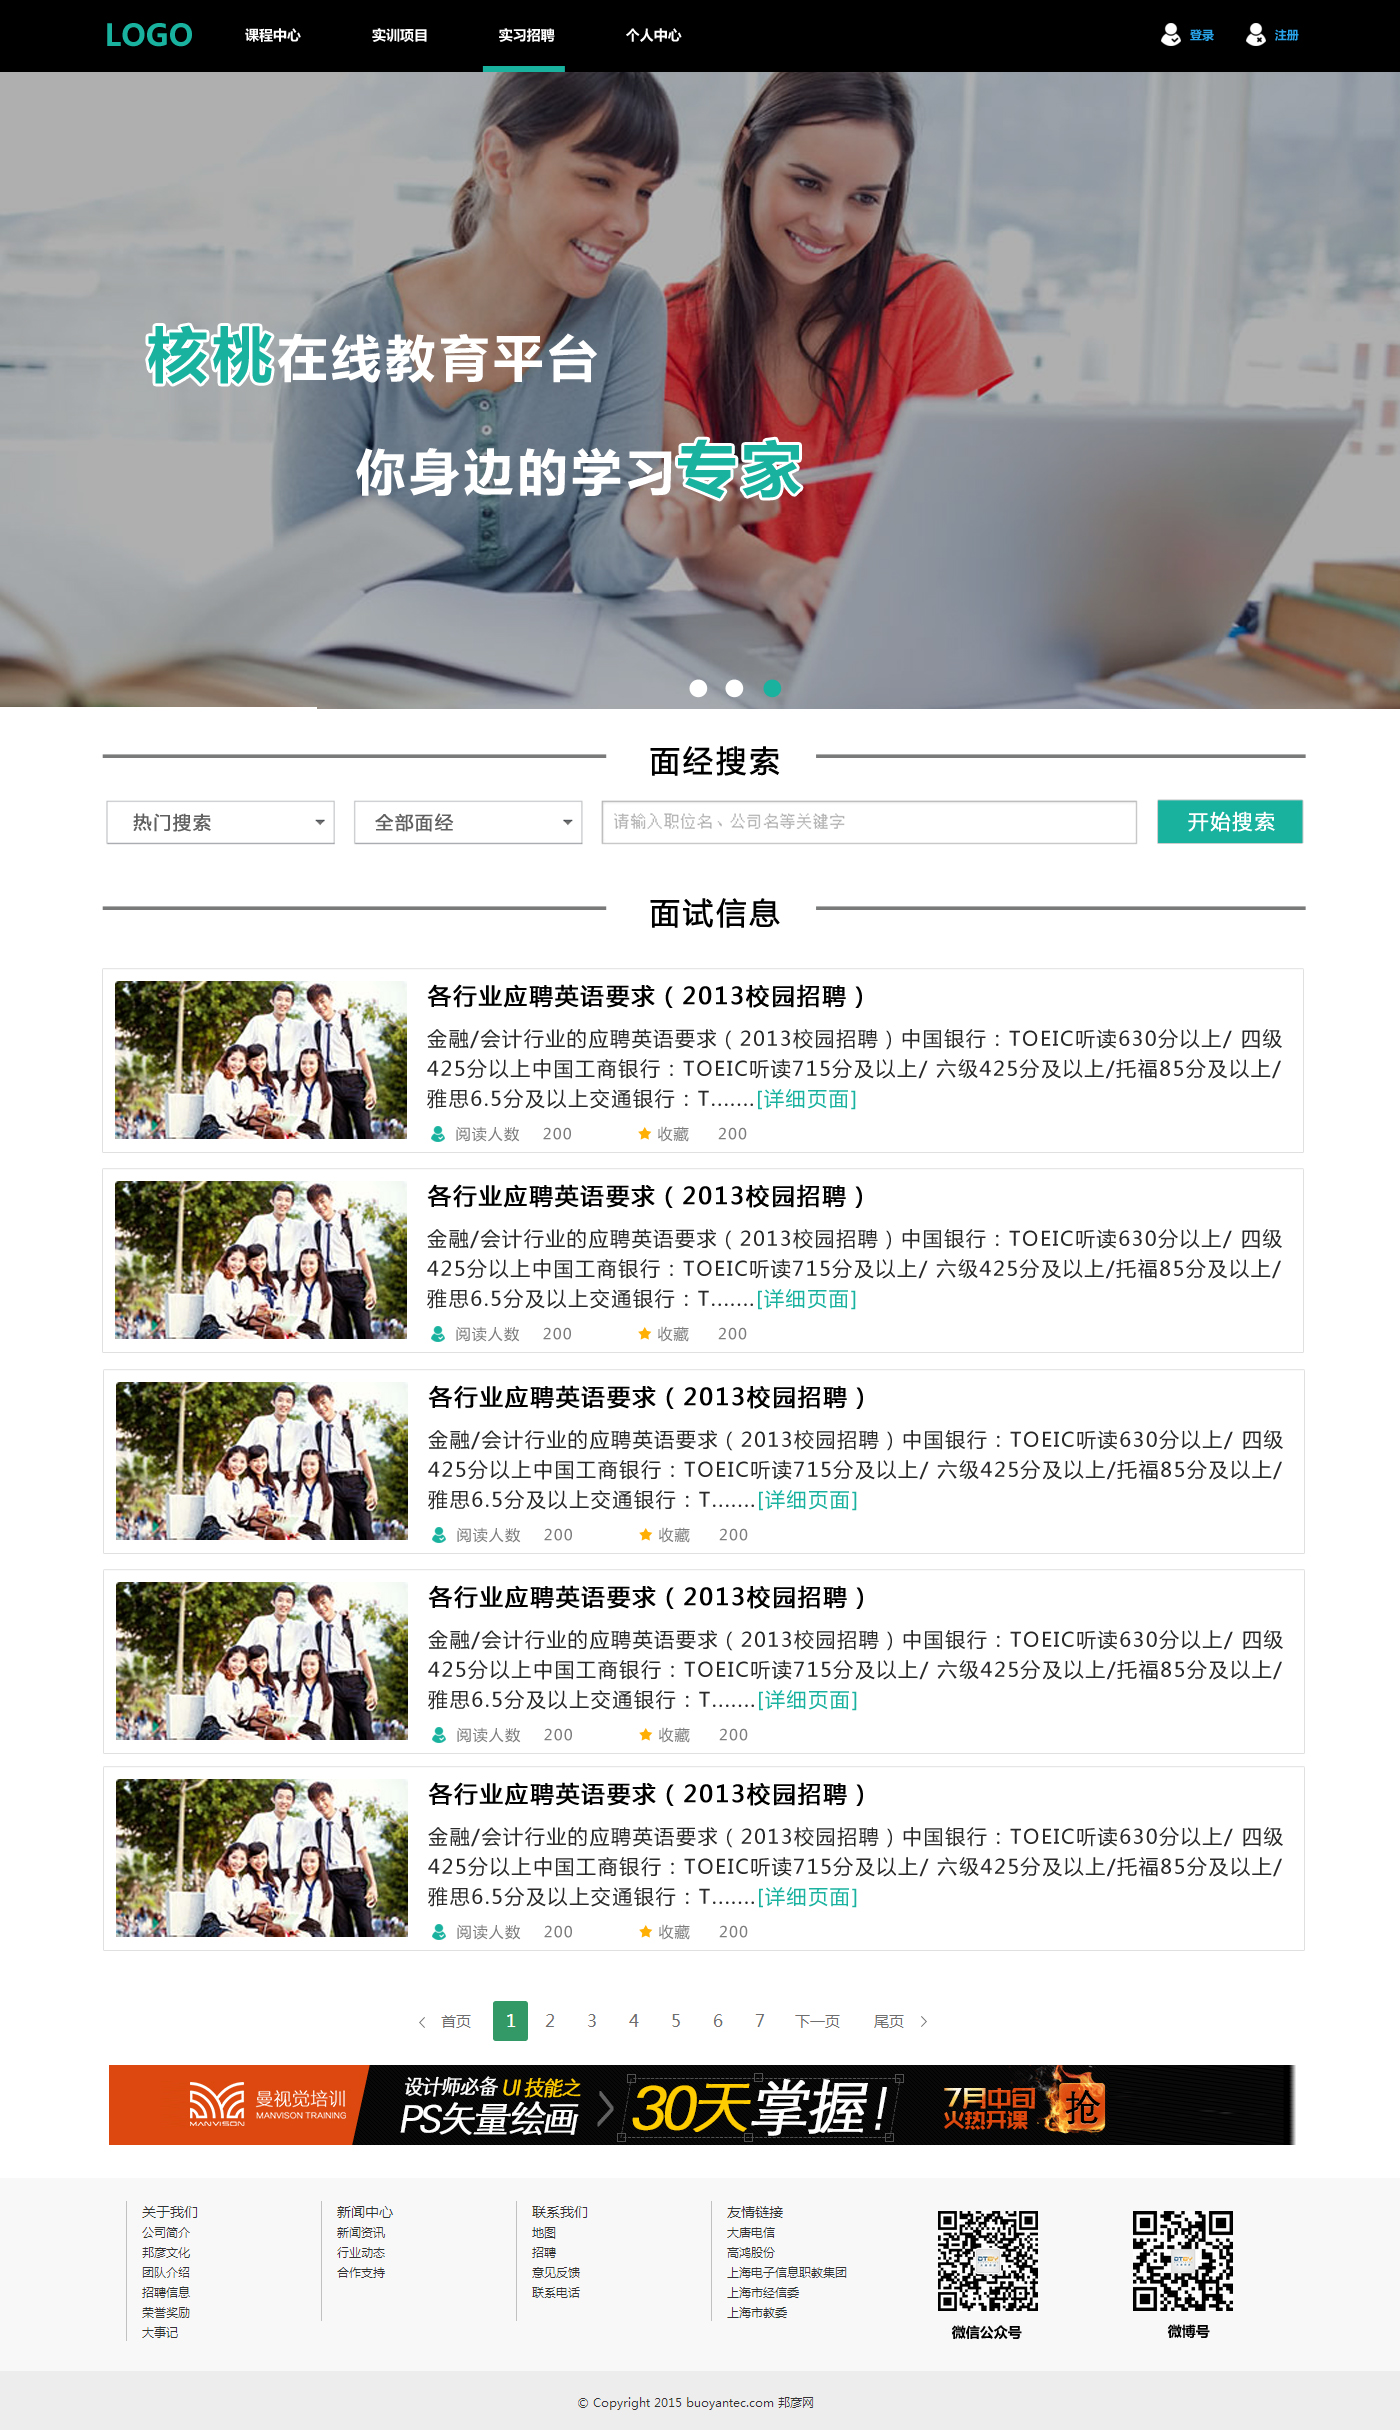 LOGO
课程中心
实训项目
实习招聘
个人中心
登录
注册
核桃在线教育平台
你身边的学习专家
面经搜索
热门搜索
全部面经
请输入职位名、公司名等关键字
开始搜索
面试信息
各行业应聘英语要求（2013校园招聘）
金融/会计行业的应聘英语要求（2013校园招聘）中国银行：TOEIC听读630分以上/ 四级
425分以上中国工商银行：TOEIC听读715分及以上/ 六级425分及以上/托福85分及以上/
雅思6.5分及以上交通银行：T.......[详细页面]
阅读人数 200 收藏 200
各行业应聘英语要求（2013校园招聘）
金融/会计行业的应聘英语要求（2013校园招聘）中国银行：TOEIC听读630分以上/ 四级
425分以上中国工商银行：TOEIC听读715分及以上/ 六级425分及以上/托福85分及以上/
雅思6.5分及以上交通银行：T.......[详细页面]
阅读人数 200 收藏 200
各行业应聘英语要求（2013校园招聘）
金融/会计行业的应聘英语要求（2013校园招聘）中国银行：TOEIC听读630分以上/ 四级
425分以上中国工商银行：TOEIC听读715分及以上/ 六级425分及以上/托福85分及以上/
雅思6.5分及以上交通银行：T.......[详细页面]
阅读人数 200 收藏 200
各行业应聘英语要求（2013校园招聘）
金融/会计行业的应聘英语要求（2013校园招聘）中国银行：TOEIC听读630分以上/ 四级
425分以上中国工商银行：TOEIC听读715分及以上/ 六级425分及以上/托福85分及以上/
雅思6.5分及以上交通银行：T.......[详细页面]
阅读人数 200 收藏 200
各行业应聘英语要求（2013校园招聘）
金融/会计行业的应聘英语要求（2013校园招聘）中国银行：TOEIC听读630分以上/ 四级
425分以上中国工商银行：TOEIC听读715分及以上/ 六级425分及以上/托福85分及以上/
雅思6.5分及以上交通银行：T.......[详细页面]
阅读人数 200 收藏 200
< 首页 1 2 3 4 5 6 7 下一页 尾页 >
MANVISON
曼视觉培训
MANVISON TRAINING
设计师必备 UI 技能之
PS矢量绘画
30天掌握!
7月中旬
火热开课
抢
关于我们
公司简介
邦彦文化
团队介绍
招聘信息
荣誉奖励
大事记
新闻中心
新闻资讯
行业动态
合作支持
联系我们
地图
招聘
意见反馈
联系电话
友情链接
大唐电信
高鸿股份
上海电子信息职教集团
上海市经信委
上海市教委
微信公众号
微博号
© Copyright 2015 buoyantec.com 邦彦网